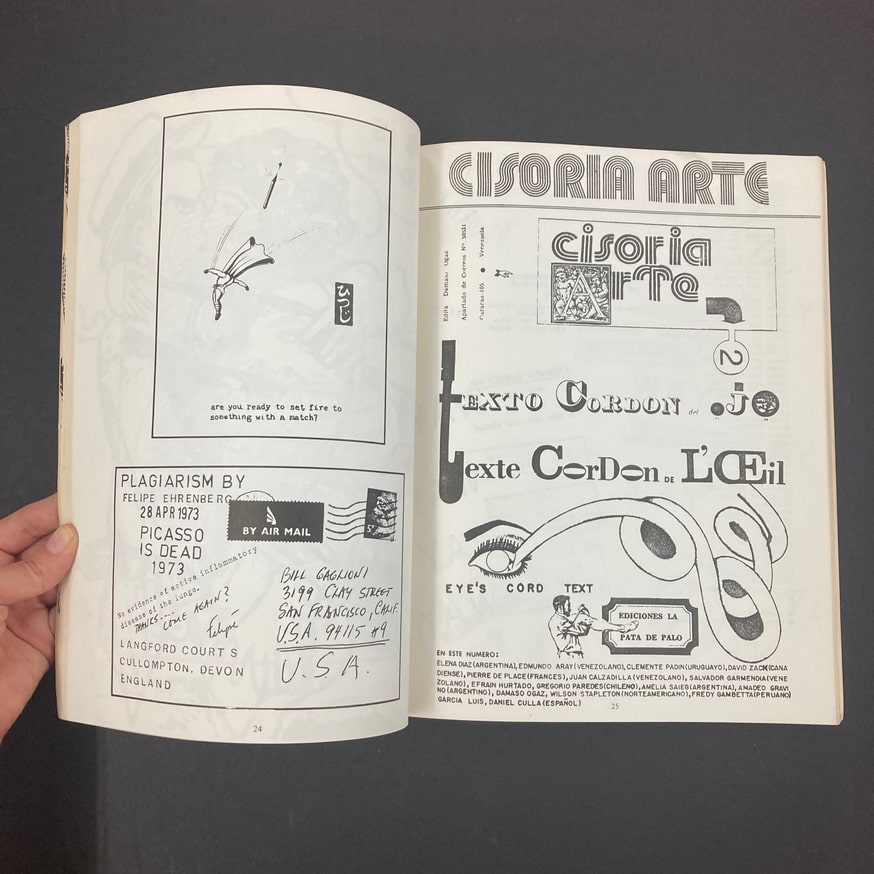 are you ready to set fire to
something with a match?
PLAGIARISM BY
FELIPE EHRENBERG
28 APR 1973
PICASSO
IS DEAD
1973
BY AIR MAIL
5p
No evidence of active inflammatory
disease of the lungs.
THANKS....
COME AGAIN?
Felipe
LANGFORD COURT S
CULLOMPTON, DEVON
ENGLAND
BILL GAGLIONI
3199 CLAY STREET
SAN FRANCISCO, CALIF.
U.S.A. 94115 #4
U.S.A.
24
CISORIA ARTE
Edita Damaso Ogaz
Apartado de Correos Nº 50531
Caracas-105 ● Venezuela
cisoria
ArTe
2
tEXTO CORDON del .jo
texte CorDon DE L'ŒiL
EYE'S CORD TEXT
EDICIONES LA
PATA DE PALO
EN ESTE NUMERO:
ELENA DIAZ(ARGENTINA), EDMUNDO ARAY(VENEZOLANO), CLEMENTE PADIN(URUGUAYO), DAVID ZACK(CANA
DIENSE), PIERRE DE PLACE(FRANCES), JUAN CALZADILLA(VENEZOLANO), SALVADOR GARMENDIA(VENE
ZOLANO), EFRAIN HURTADO, GREGORIO PAREDES(CHILENO), AMELIA SAIEG(ARGENTINA), AMADEO GRAVI
NO(ARGENTINO), DAMASO OGAZ, WILSON STAPLETON(NORTEAMERICANO), FREDY GAMBETTA(PERUANO)
GARCIA LUIS, DANIEL CULLA(ESPAÑOL)
25